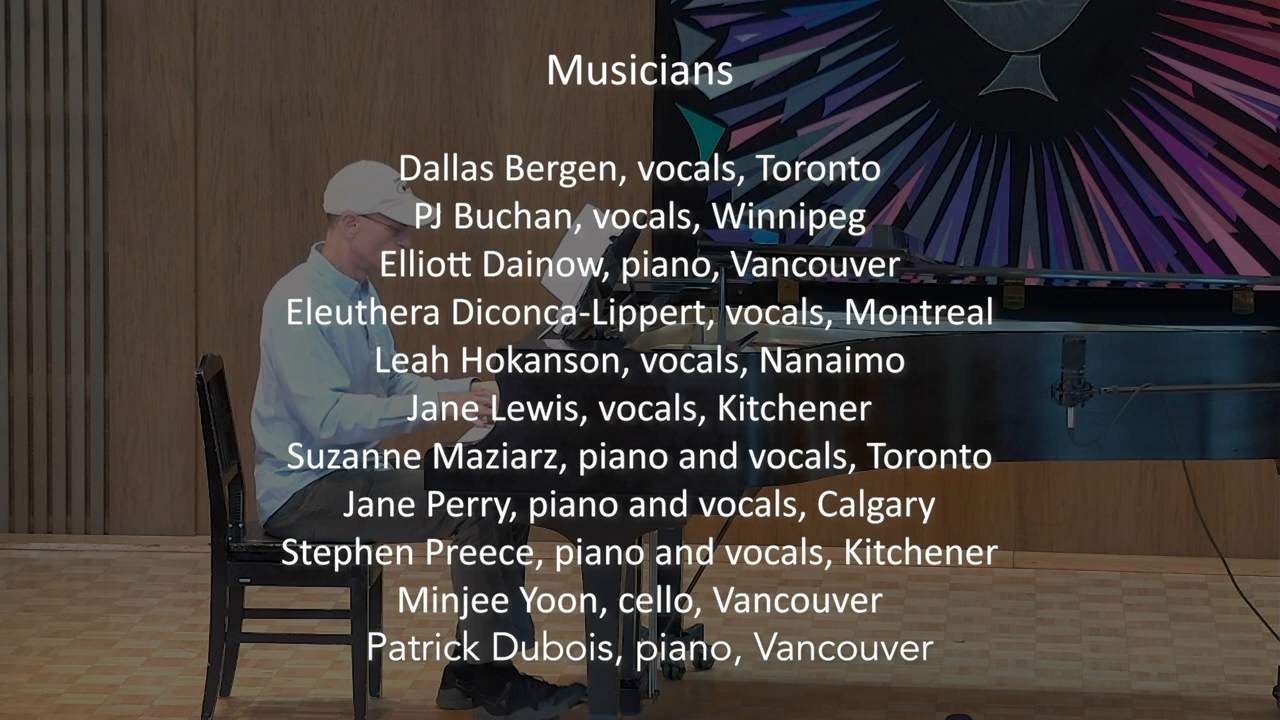 Musicians
Dallas Bergen, vocals, Toronto
PJ Buchan, vocals, Winnipeg
Elliott Dainow, piano, Vancouver
Eleuthera Diconca-Lippert, vocals, Montreal
Leah Hokanson, vocals, Nanaimo
Jane Lewis, vocals, Kitchener
Suzanne Maziarz, piano and vocals, Toronto
Jane Perry, piano and vocals, Calgary
Stephen Preece, piano and vocals, Kitchener
Minjee Yoon, cello, Vancouver
Patrick Dubois, piano, Vancouver